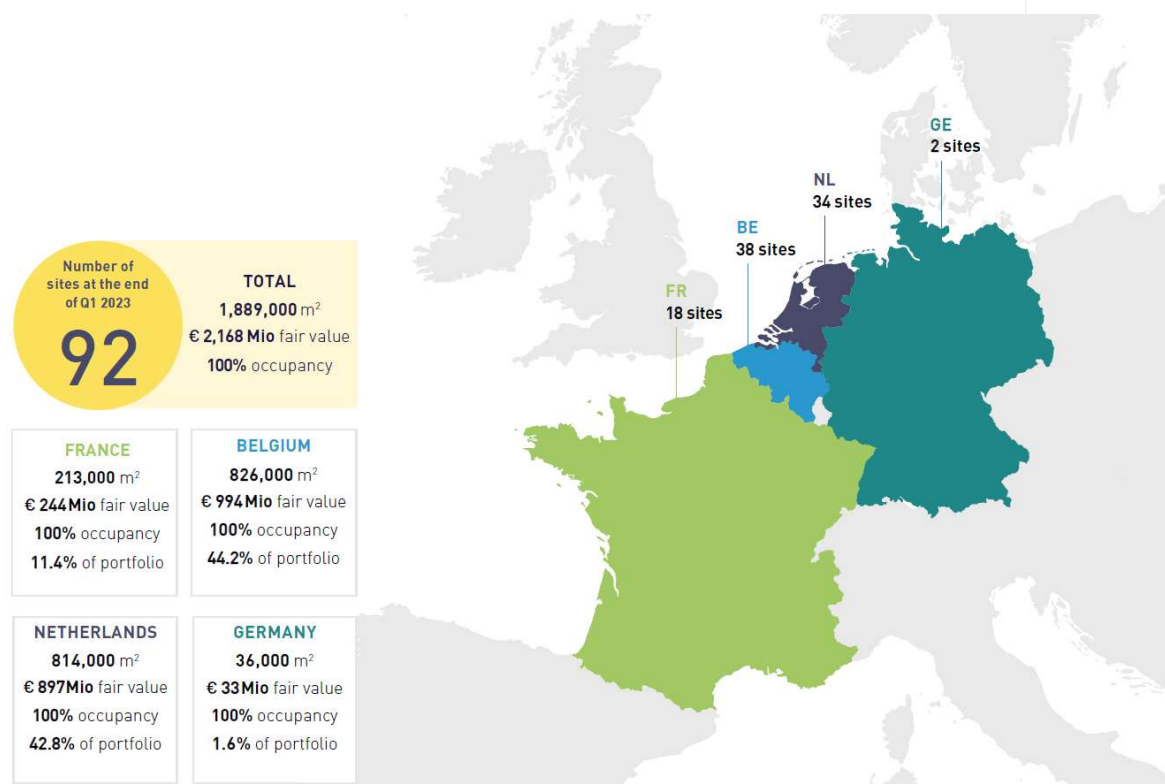 Number of
sites at the end
of Q1 2023
92
TOTAL
1,889,000 m²
€ 2,168 Mio fair value
100% occupancy
FRANCE
213,000 m²
€ 244 Mio fair value
100% occupancy
11.4% of portfolio
BELGIUM
826,000 m²
€ 994 Mio fair value
100% occupancy
44.2% of portfolio
NETHERLANDS
814,000 m²
€ 897 Mio fair value
100% occupancy
42.8% of portfolio
GERMANY
36,000 m²
€ 33 Mio fair value
100% occupancy
1.6% of portfolio
FR
18 sites
BE
38 sites
NL
34 sites
GE
2 sites